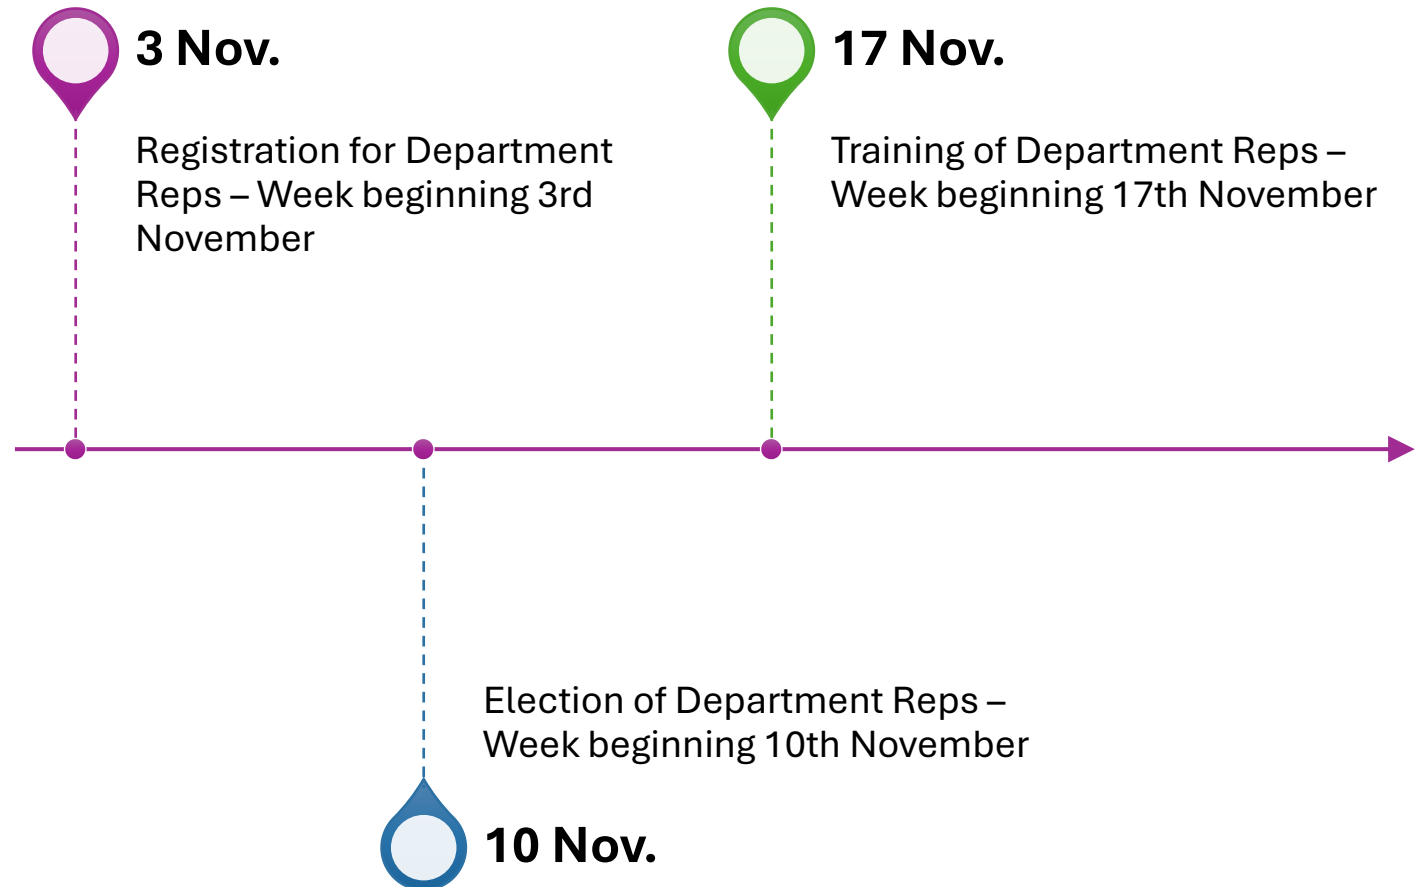 3 Nov.
Registration for Department
Reps – Week beginning 3rd
November
17 Nov.
Training of Department Reps –
Week beginning 17th November
Election of Department Reps –
Week beginning 10th November
10 Nov.